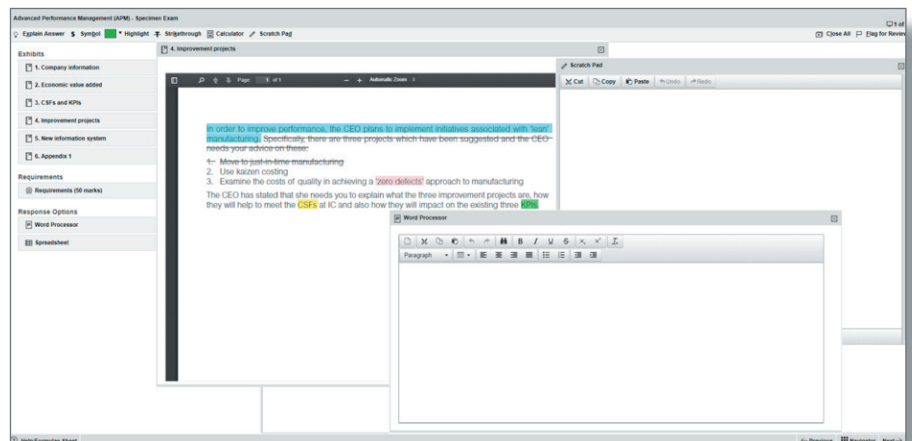 Advanced Performance Management (APM) - Specimen Exam
1 of
Explain Answer $ Symbol Highlight Strikethrough Calculator Scratch Pad
Close All Flag for Review
Exhibits
1. Company information
2. Economic value added
3. CSFs and KPIs
4. Improvement projects
5. New information system
6. Appendix 1
Requirements
Requirements (50 marks)
Response Options
Word Processor
Spreadsheet
4. Improvement projects
Page 1 of 1 Automatic Zoom
In order to improve performance, the CEO plans to implement initiatives associated with 'lean'
manufacturing. Specifically, there are three projects which have been suggested and the CEO
needs your advice on these:
1. Move to just-in-time manufacturing
2. Use kaizen costing
3. Examine the costs of quality in achieving a 'zero defects' approach to manufacturing
The CEO has stated that she needs you to explain what the three improvement projects are, how
they will help to meet the CSFs at IC and also how they will impact on the existing three KPIs.
Scratch Pad
Cut Copy Paste Undo Redo
Word Processor
B I U S x, x² Tx
Paragraph
Help/Formulae Sheet
Previous Navigator Next